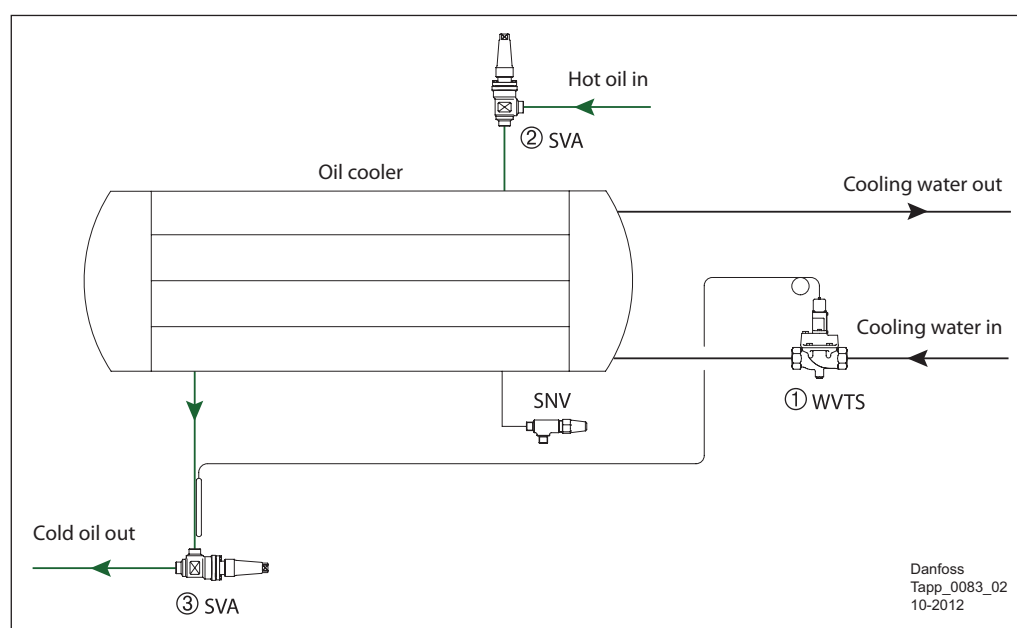 Hot oil in
② SVA
Oil cooler
Cooling water out
Cooling water in
① WVTS
SNV
Cold oil out
③ SVA
Danfoss
Tapp_0083_02
10-2012